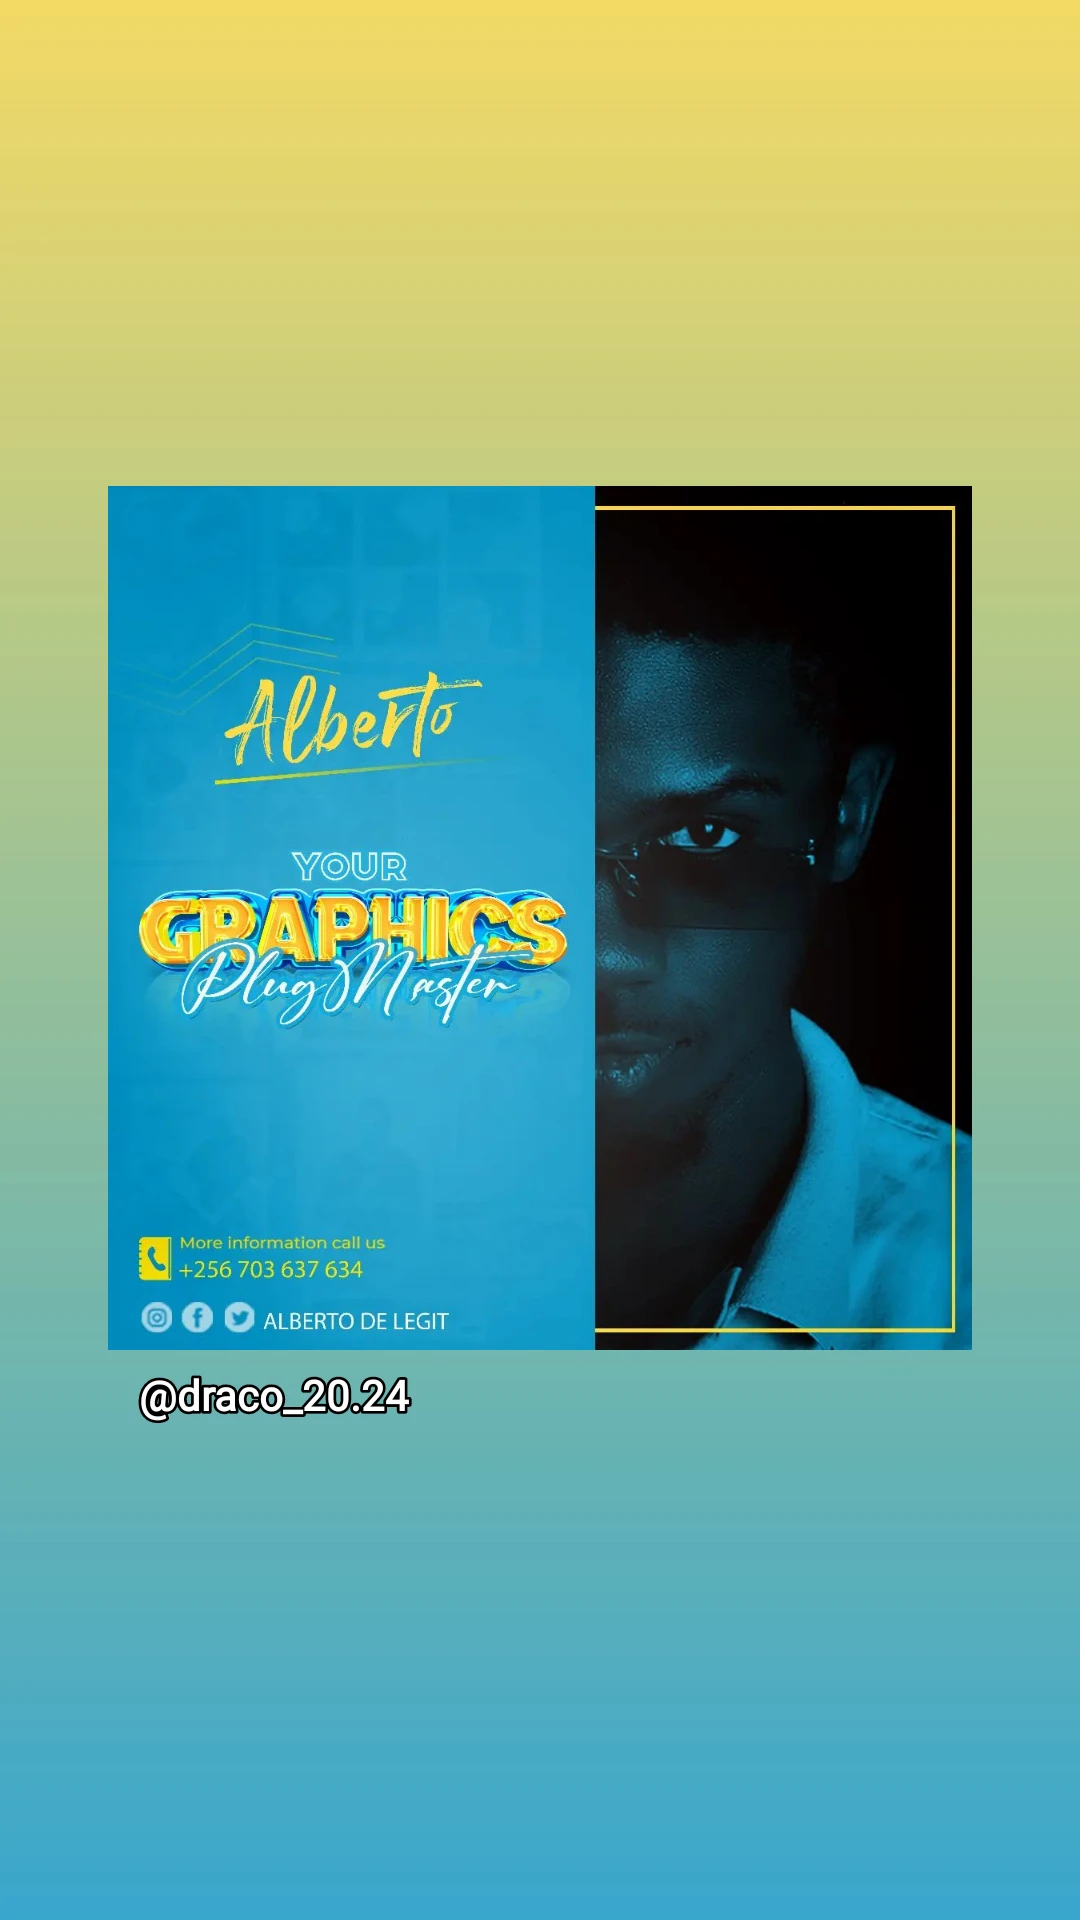 Alberto
YOUR
GRAPHICS
Plug Master
More information call us
+256 703 637 634
ALBERTO DE LEGIT
@draco_20.24